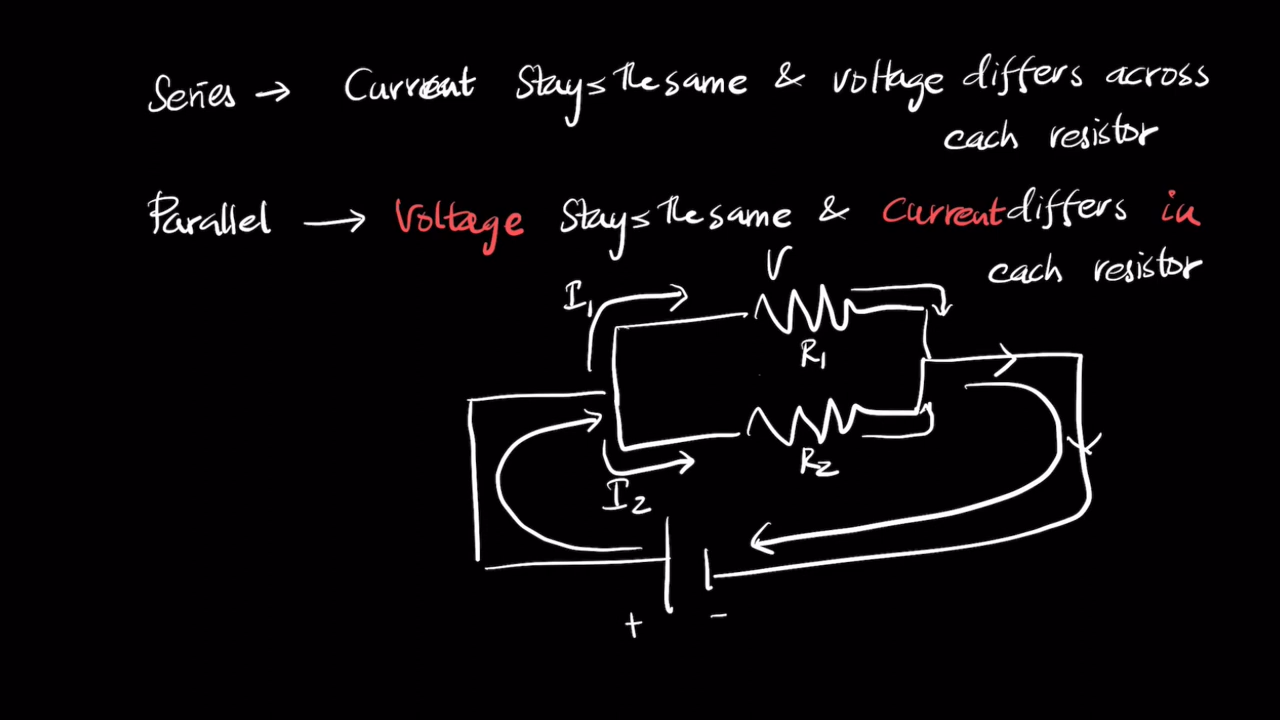 Series → Current stays the same & voltage differs across
each resistor
Parallel → Voltage stays the same & Current differs in
each resistor
V
I₁
R₁
R₂
I₂
+ -